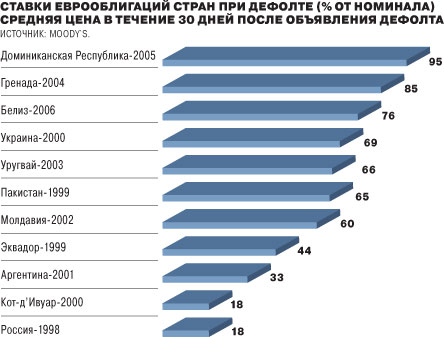 СТАВКИ ЕВРООБЛИГАЦИЙ СТРАН ПРИ ДЕФОЛТЕ (% ОТ НОМИНАЛА)
СРЕДНЯЯ ЦЕНА В ТЕЧЕНИЕ 30 ДНЕЙ ПОСЛЕ ОБЪЯВЛЕНИЯ ДЕФОЛТА
ИСТОЧНИК: MOODY'S.
Доминиканская Республика-2005 95
Гренада-2004 85
Белиз-2006 76
Украина-2000 69
Уругвай-2003 66
Пакистан-1999 65
Молдавия-2002 60
Эквадор-1999 44
Аргентина-2001 33
Кот-д'Ивуар-2000 18
Россия-1998 18